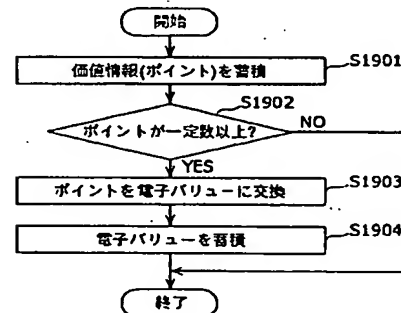 開始
価値情報(ポイント)を蓄積
S1901
S1902
ポイントが一定数以上?
NO
YES
ポイントを電子バリューに交換
S1903
電子バリューを蓄積
S1904
終了